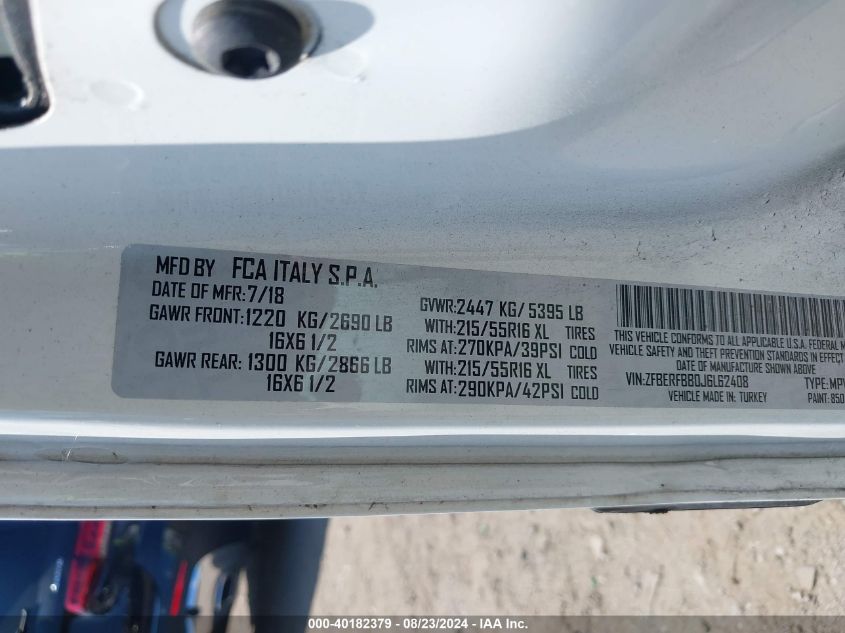 MFD BY FCA ITALY S.P.A.
DATE OF MFR: 7/18
GAWR FRONT: 1220 KG/2690 LB
16X6 1/2
GAWR REAR: 1300 KG/2866 LB
16X6 1/2
GVWR: 2447 KG/ 5395 LB
WITH: 215/55R16 XL TIRES
RIMS AT: 270KPA/39PSI COLD
WITH: 215/55R16 XL TIRES
RIMS AT: 290KPA/42PSI COLD
THIS VEHICLE CONFORMS TO ALL APPLICABLE
VEHICLE SAFETY AND THEFT PREVENTION STANDARDS IN EFFECT
MANUFACTURE SHOWN ABOVE
VIN: ZFBERFBB0J6L62408 TYPE: MPV
VEHICLE MADE IN: TURKEY PAINT: 850
000-40182379 - 08/23/2024 - IAA Inc.